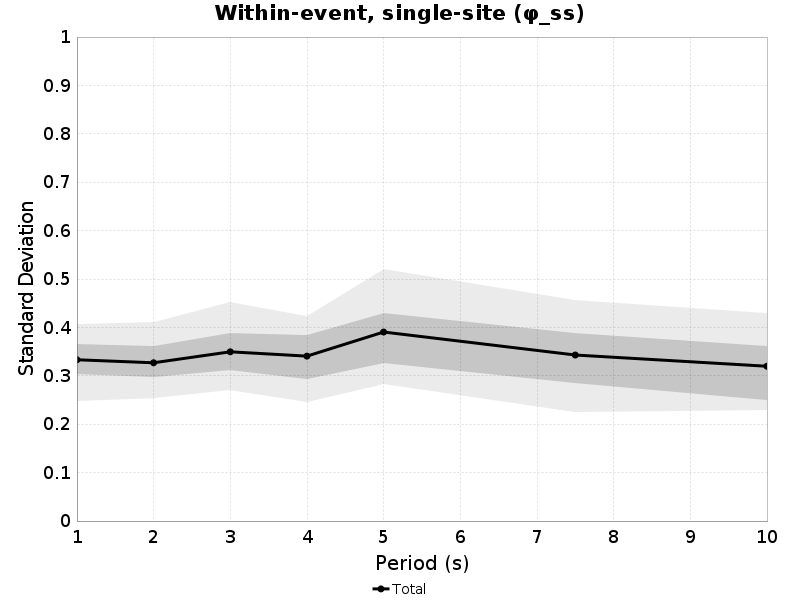 Within-event, single-site (φ_ss)
1
0.9
0.8
0.7
0.6
0.5
0.4
0.3
0.2
0.1
0
Standard Deviation
1 2 3 4 5 6 7 8 9 10
Period (s)
Total